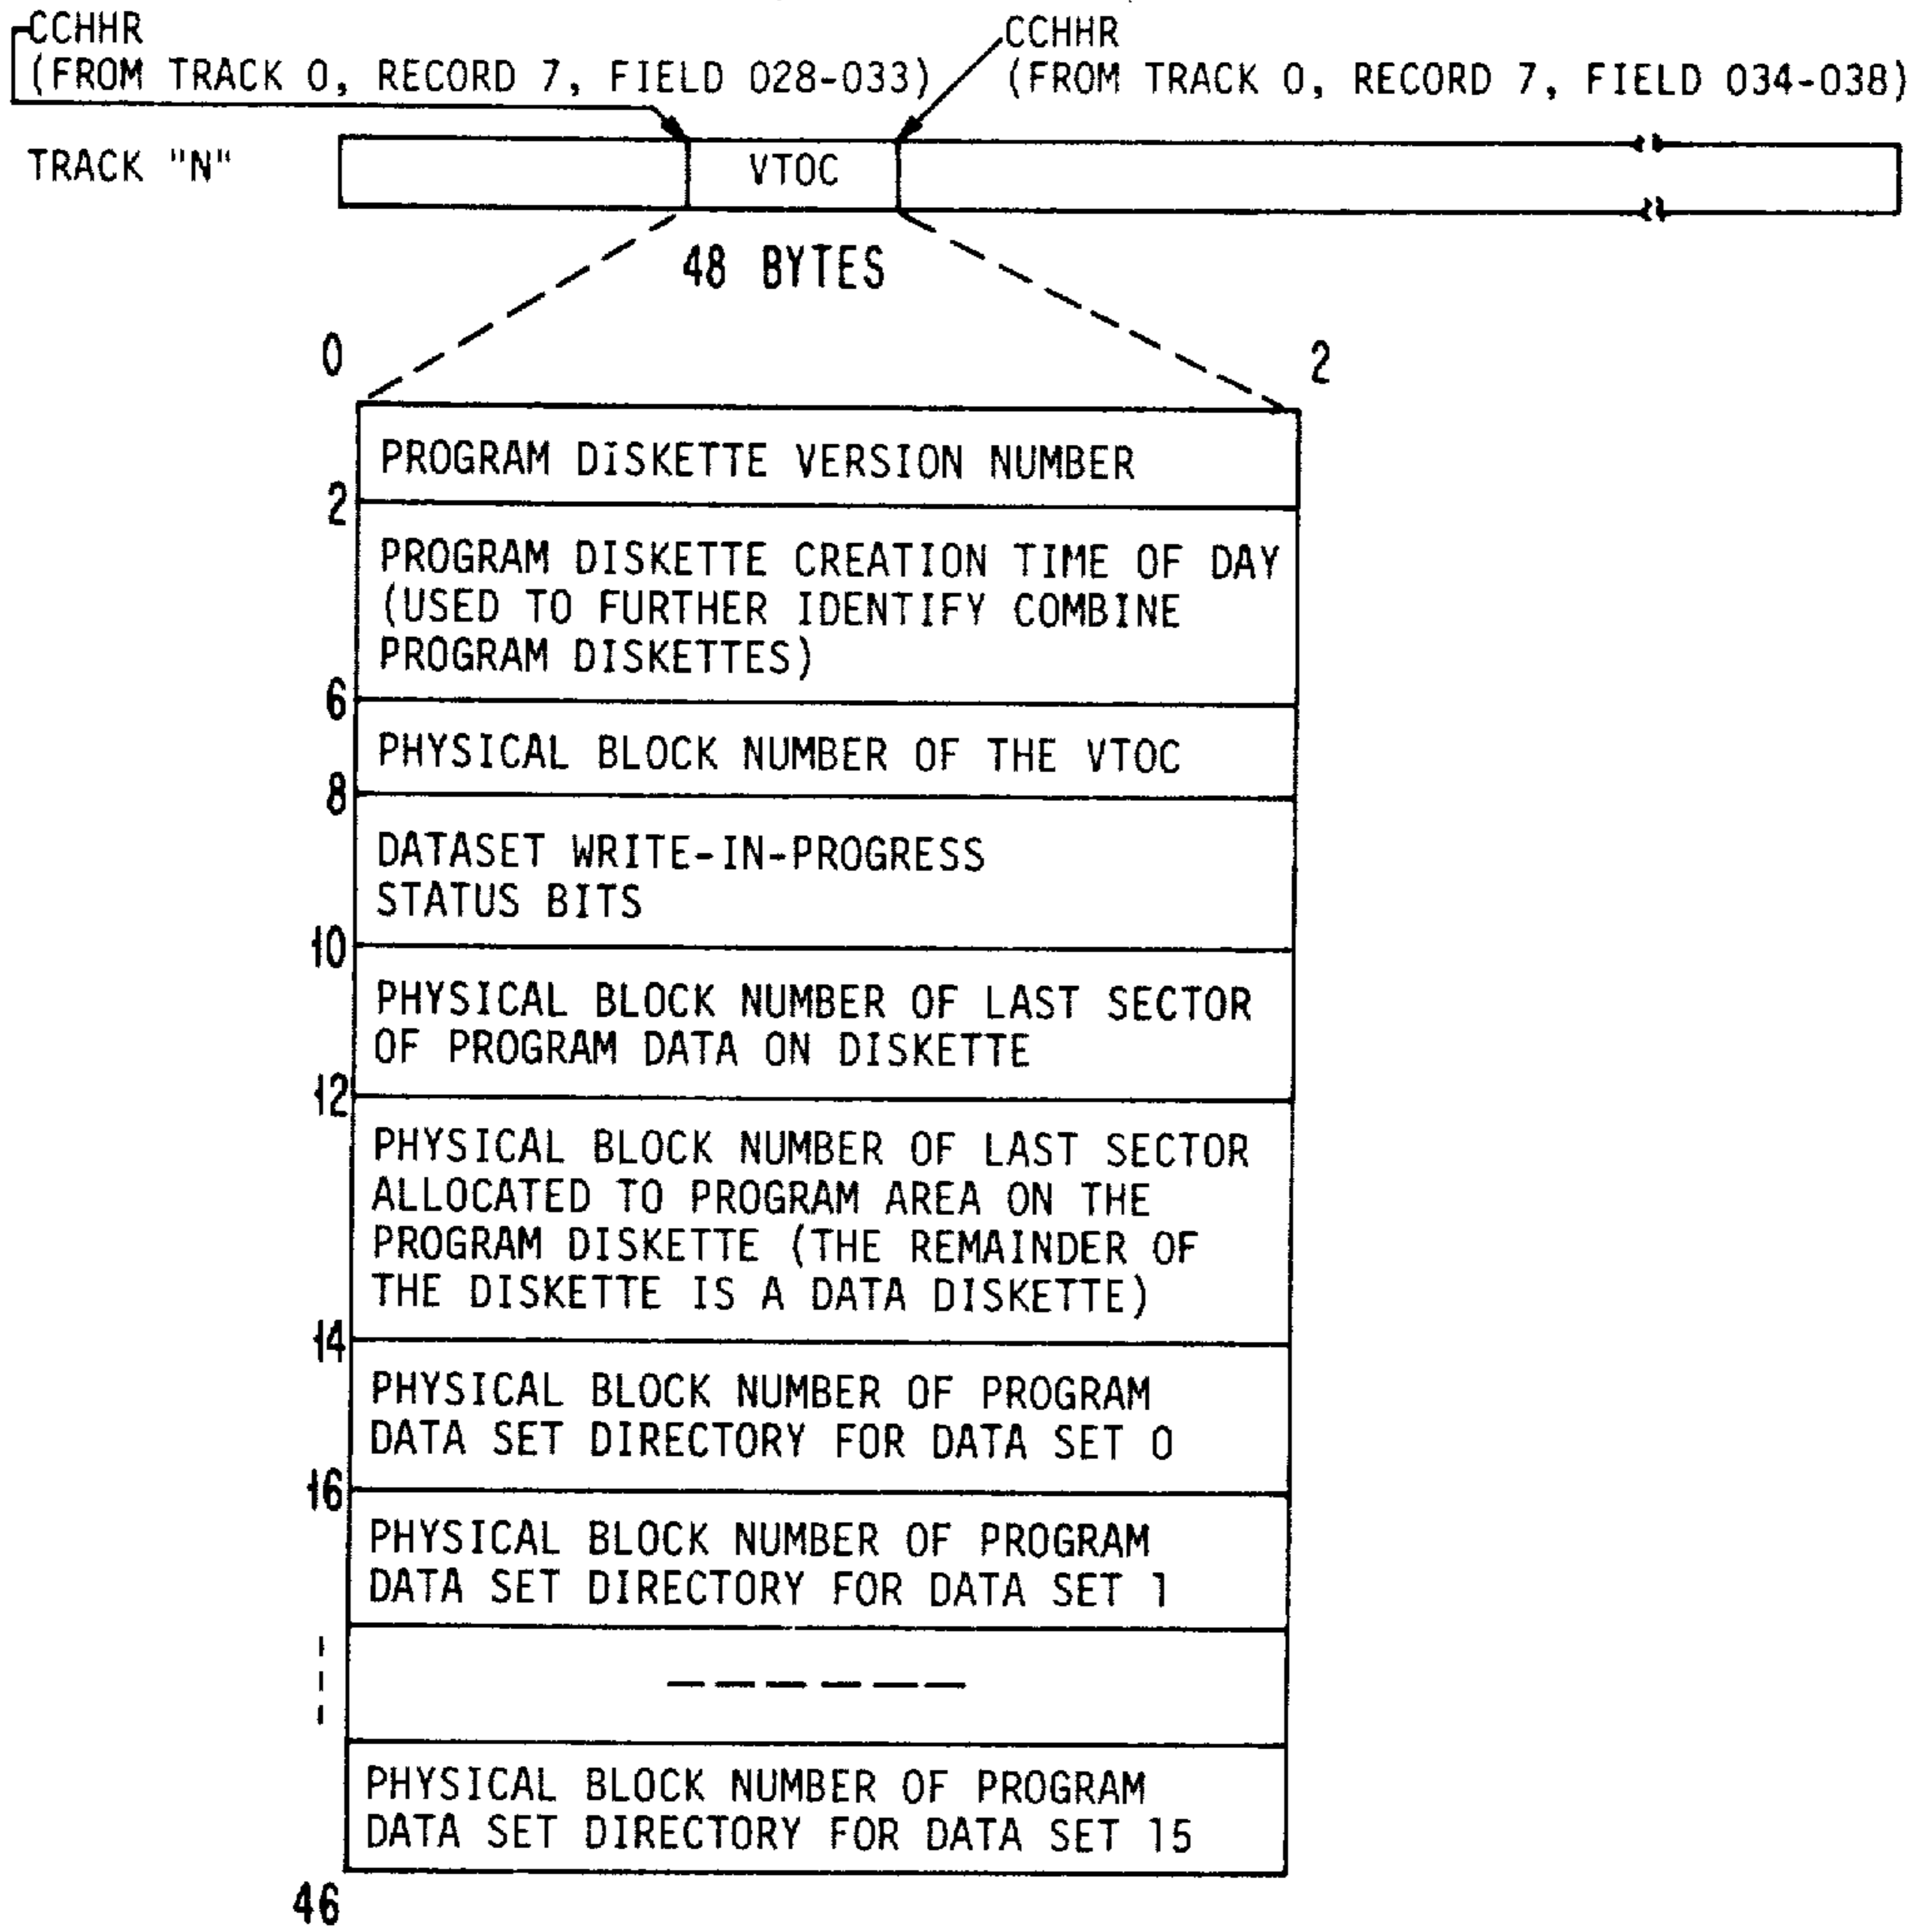 CCHHR
(FROM TRACK 0, RECORD 7, FIELD 028-033)
CCHHR
(FROM TRACK 0, RECORD 7, FIELD 034-038)
TRACK "N"
VTOC
48 BYTES
0
2
PROGRAM DISKETTE VERSION NUMBER
2
PROGRAM DISKETTE CREATION TIME OF DAY
(USED TO FURTHER IDENTIFY COMBINE
PROGRAM DISKETTES)
6
PHYSICAL BLOCK NUMBER OF THE VTOC
8
DATASET WRITE-IN-PROGRESS
STATUS BITS
10
PHYSICAL BLOCK NUMBER OF LAST SECTOR
OF PROGRAM DATA ON DISKETTE
12
PHYSICAL BLOCK NUMBER OF LAST SECTOR
ALLOCATED TO PROGRAM AREA ON THE
PROGRAM DISKETTE (THE REMAINDER OF
THE DISKETTE IS A DATA DISKETTE)
14
PHYSICAL BLOCK NUMBER OF PROGRAM
DATA SET DIRECTORY FOR DATA SET 0
16
PHYSICAL BLOCK NUMBER OF PROGRAM
DATA SET DIRECTORY FOR DATA SET 1
PHYSICAL BLOCK NUMBER OF PROGRAM
DATA SET DIRECTORY FOR DATA SET 15
46